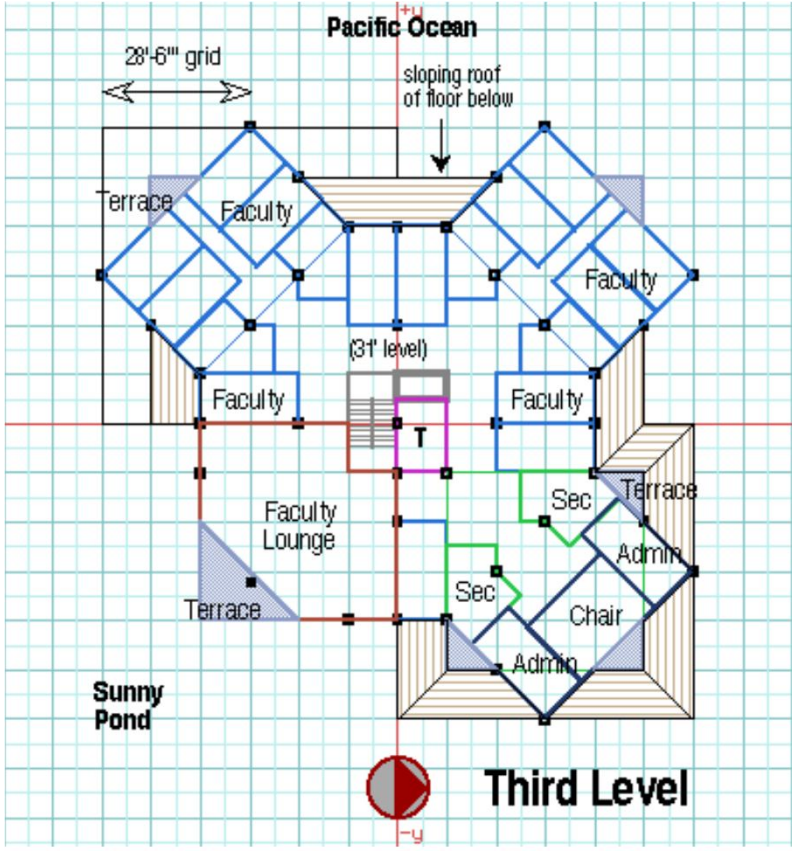 +y
Pacific Ocean
28'-6"' grid
sloping roof
of floor below
Terrace
Faculty
Faculty
(31' level)
Faculty
Faculty
T
Sec
Terrace
Faculty
Lounge
Admin
Sec
Chair
Terrace
Admin
Sunny
Pond
Third Level
-y